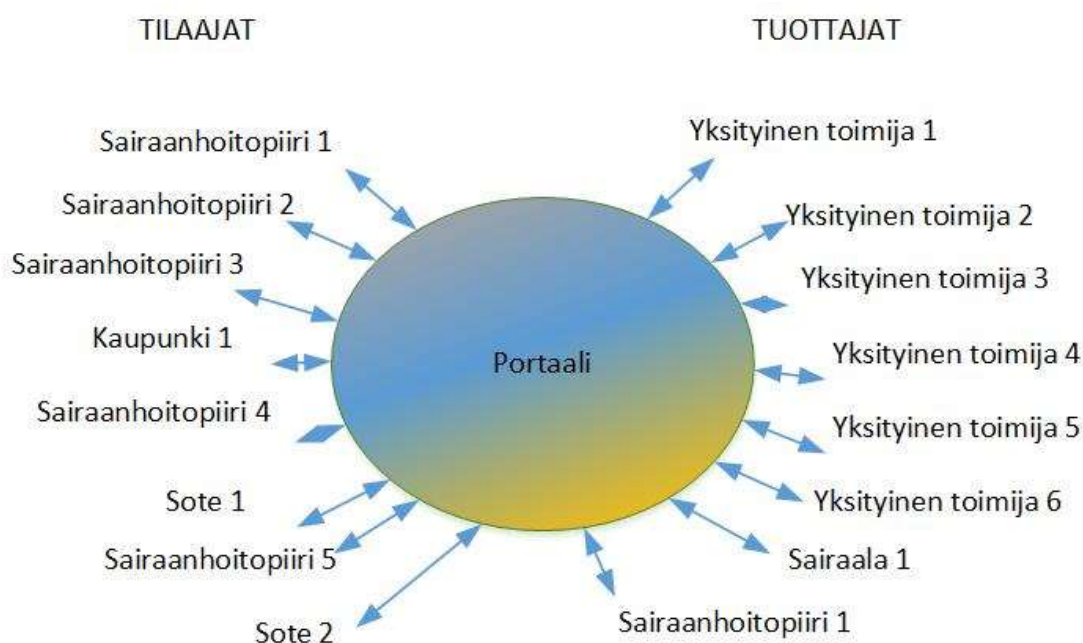 TILAAJAT
TUOTTAJAT
Sairaanhoitopiiri 1
Sairaanhoitopiiri 2
Sairaanhoitopiiri 3
Kaupunki 1
Sairaanhoitopiiri 4
Sote 1
Sairaanhoitopiiri 5
Sote 2
Portaali
Yksityinen toimija 1
Yksityinen toimija 2
Yksityinen toimija 3
Yksityinen toimija 4
Yksityinen toimija 5
Yksityinen toimija 6
Sairaala 1
Sairaanhoitopiiri 1